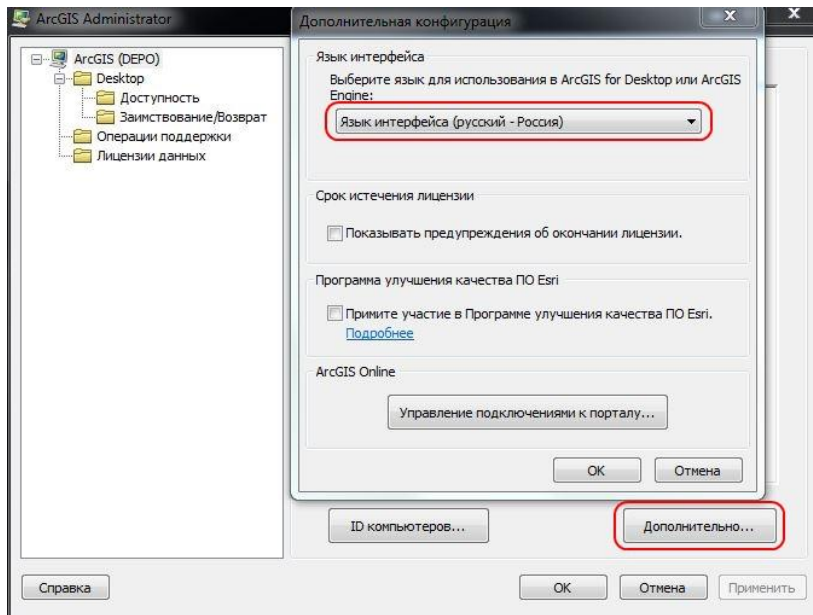 ArcGIS Administrator
ArcGIS (DEPO)
Desktop
Доступность
Заимствование/Возврат
Операции поддержки
Лицензии данных
Дополнительная конфигурация
Язык интерфейса
Выберите язык для использования в ArcGIS for Desktop или ArcGIS
Engine:
Язык интерфейса (русский - Россия)
Срок истечения лицензии
Показывать предупреждения об окончании лицензии.
Программа улучшения качества ПО Esri
Примите участие в Программе улучшения качества ПО Esri.
Подробнее
ArcGIS Online
Управление подключениями к порталу...
OK
Отмена
ID компьютеров...
Дополнительно...
Справка
OK
Отмена
Применить